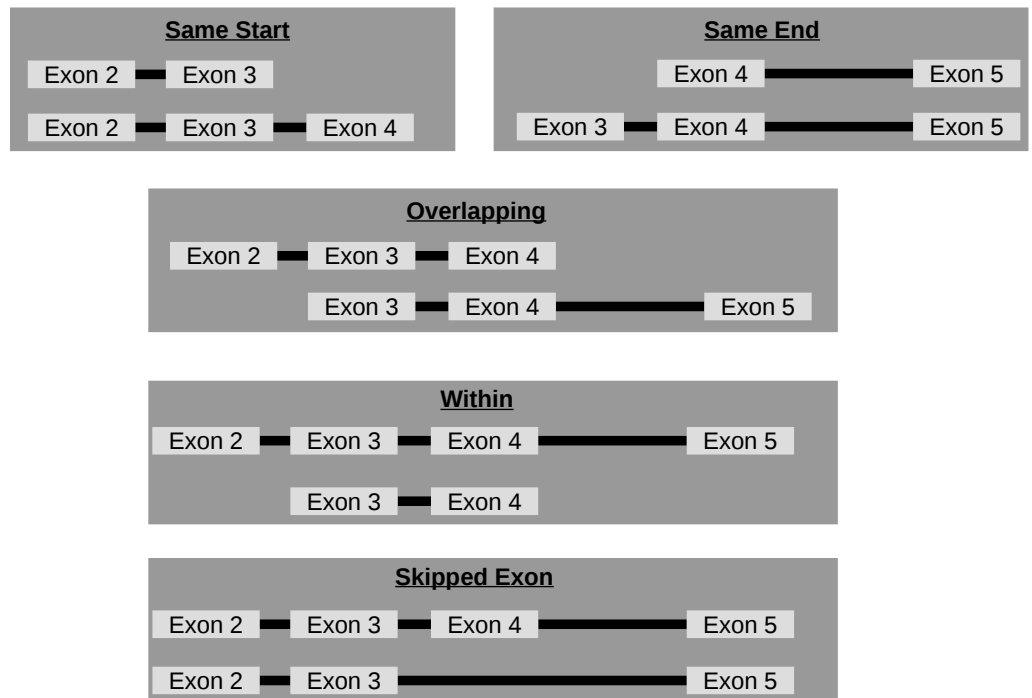 Same Start
Exon 2 Exon 3
Exon 2 Exon 3 Exon 4
Same End
Exon 4 Exon 5
Exon 3 Exon 4 Exon 5
Overlapping
Exon 2 Exon 3 Exon 4
Exon 3 Exon 4 Exon 5
Within
Exon 2 Exon 3 Exon 4 Exon 5
Exon 3 Exon 4
Skipped Exon
Exon 2 Exon 3 Exon 4 Exon 5
Exon 2 Exon 3 Exon 5